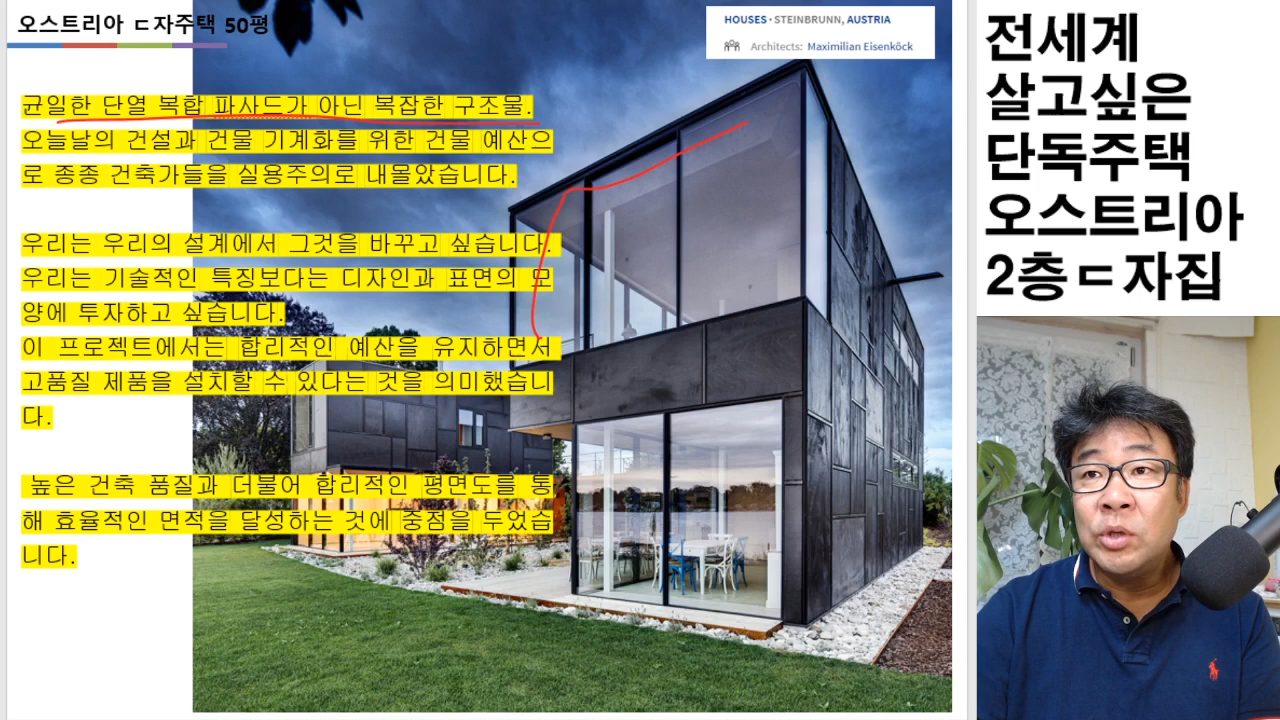 오스트리아 ㄷ자주택 50평
HOUSES · STEINBRUNN, AUSTRIA
Architects: Maximilian Eisenköck
균일한 단열 복합 파사드가 아닌 복잡한 구조물.
오늘날의 건설과 건물 기계화를 위한 건물 예산으
로 종종 건축가들을 실용주의로 내몰았습니다.
우리는 우리의 설계에서 그것을 바꾸고 싶습니다.
우리는 기술적인 특징보다는 디자인과 표면의 모
양에 투자하고 싶습니다.
이 프로젝트에서는 합리적인 예산을 유지하면서
고품질 제품을 설치할 수 있다는 것을 의미했습니
다.
높은 건축 품질과 더불어 합리적인 평면도를 통
해 효율적인 면적을 달성하는 것에 중점을 두었습
니다.
전세계
살고싶은
단독주택
오스트리아
2층ㄷ자집